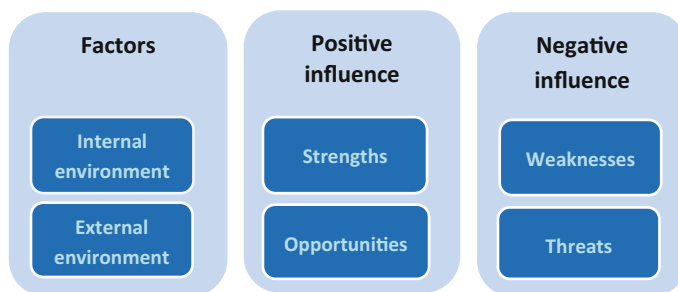 Factors
Internal
environment
External
environment
Positive
influence
Strengths
Opportunities
Negative
influence
Weaknesses
Threats